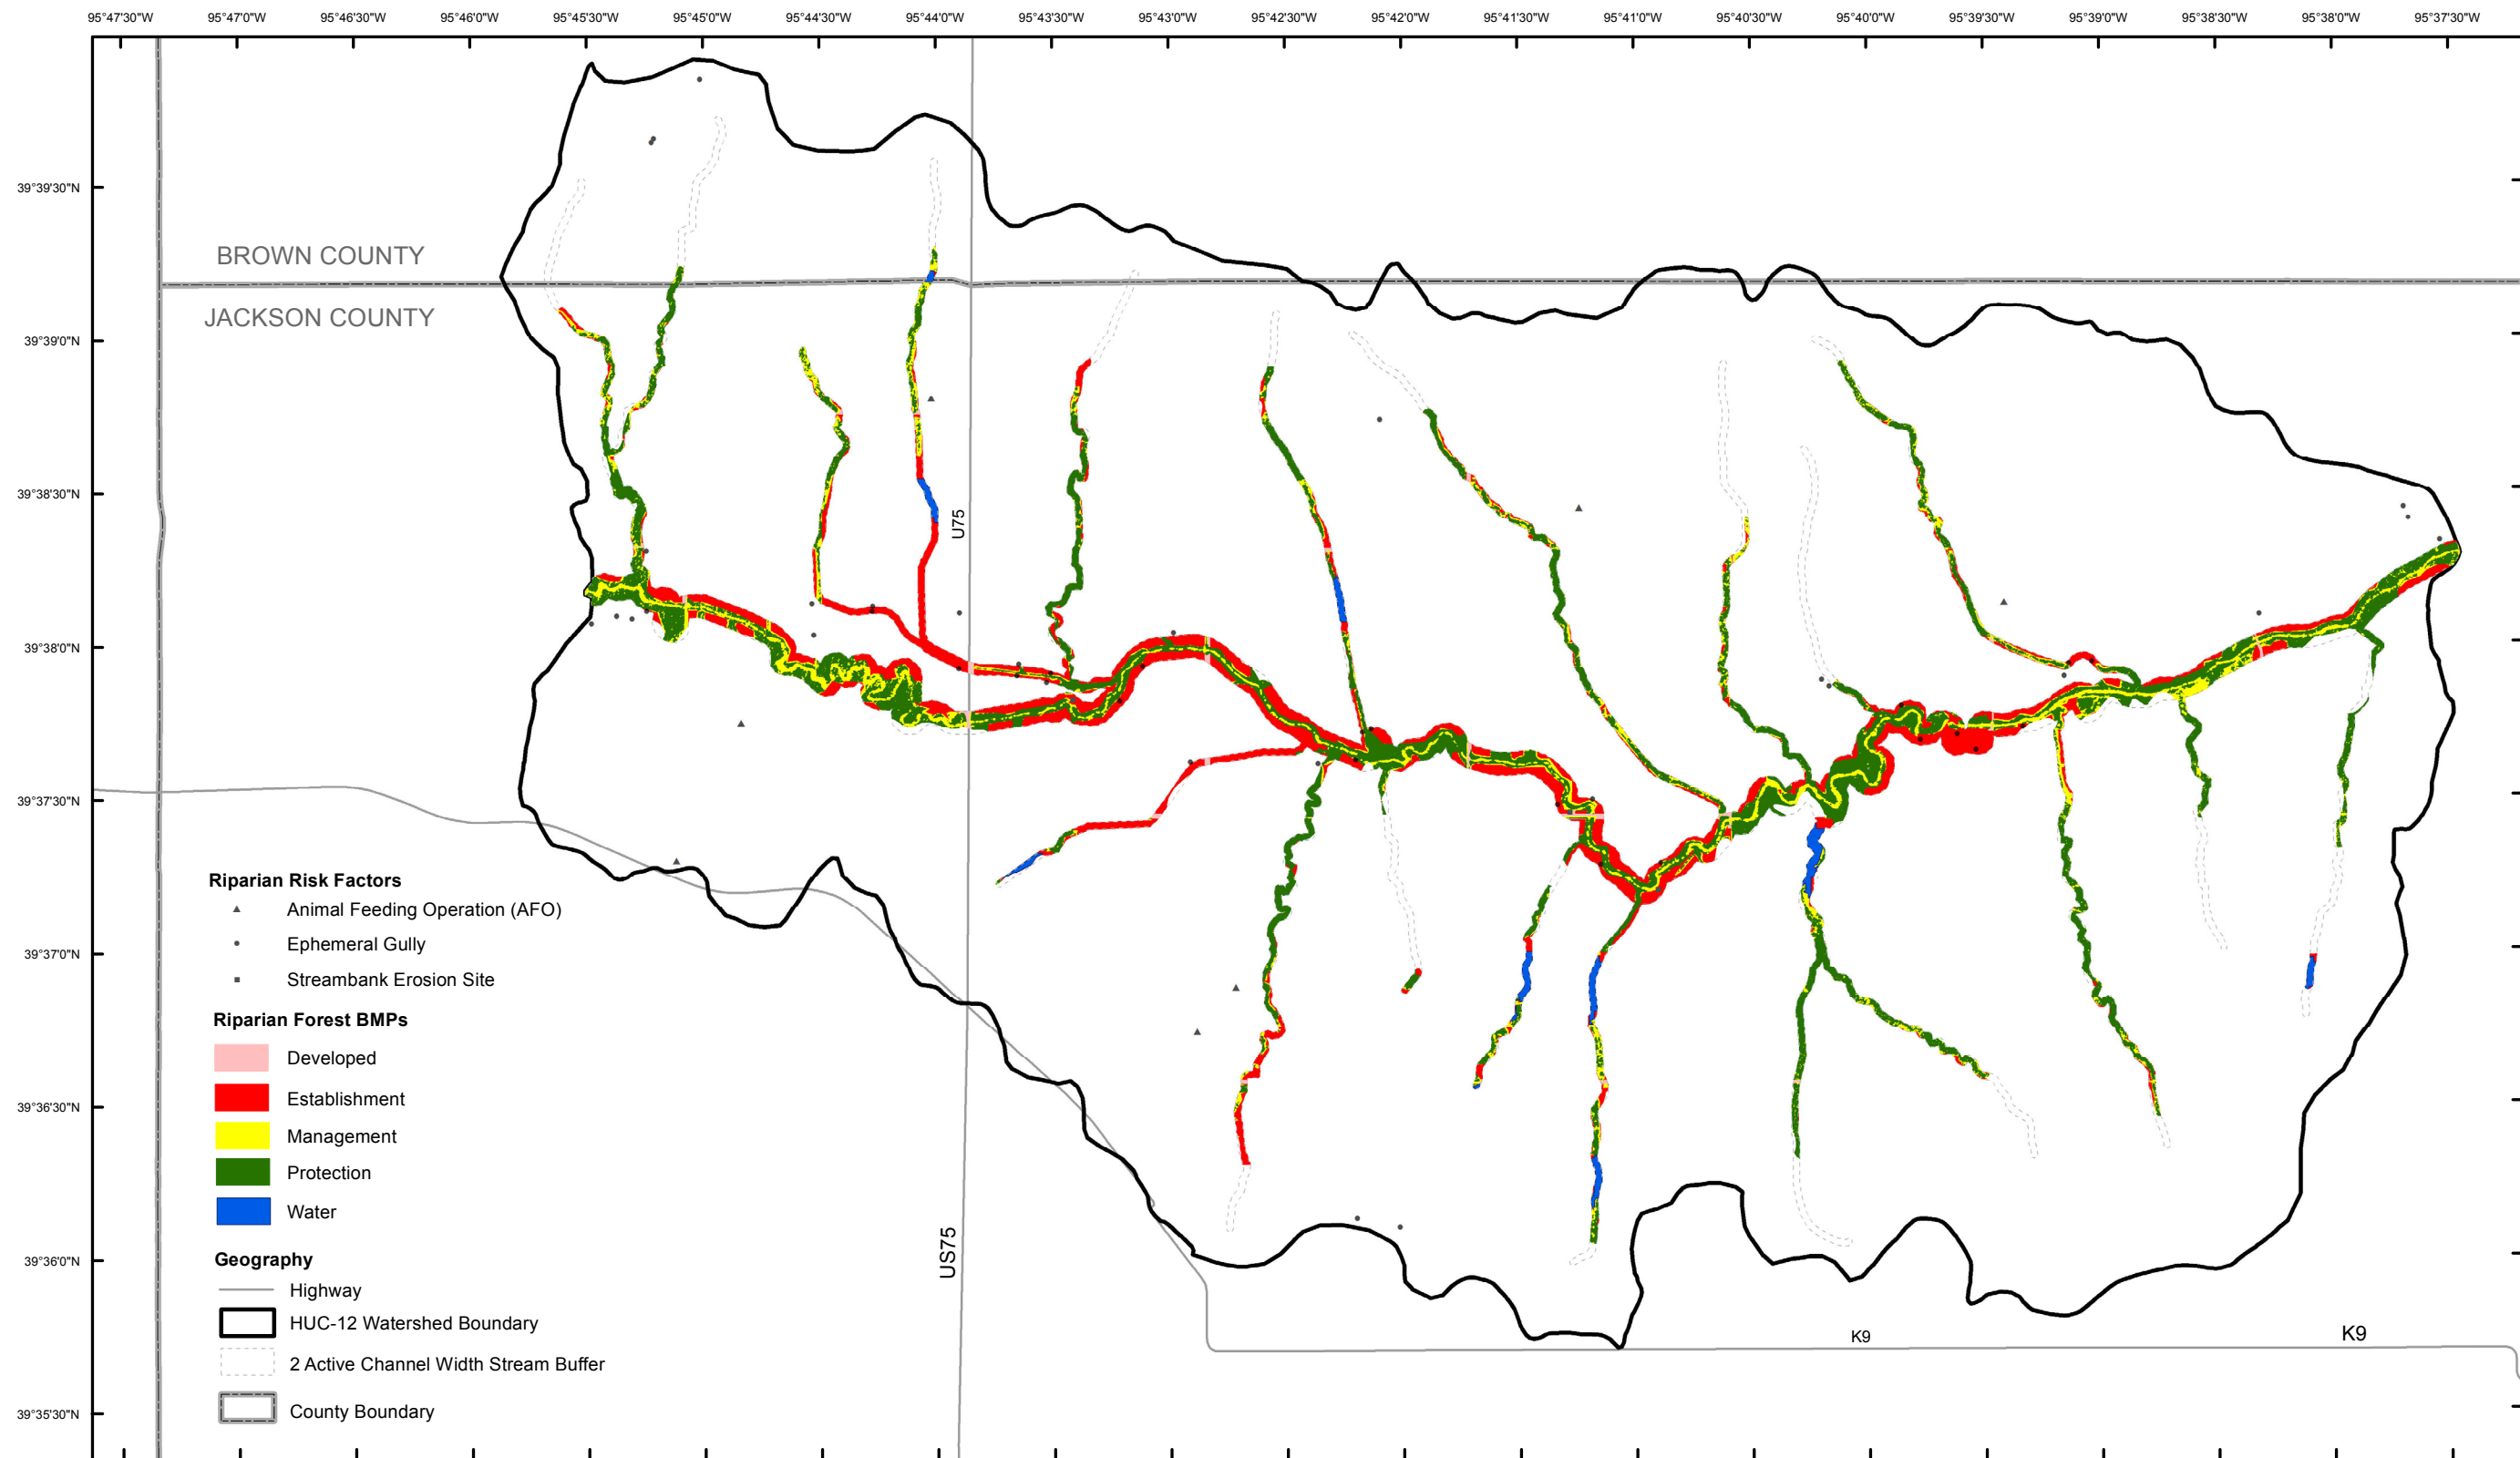 95°47'30"W 95°47'0"W 95°46'30"W 95°46'0"W 95°45'30"W 95°45'0"W 95°44'30"W 95°44'0"W 95°43'30"W 95°43'0"W 95°42'30"W 95°42'0"W 95°41'30"W 95°41'0"W 95°40'30"W 95°40'0"W 95°39'30"W 95°39'0"W 95°38'30"W 95°38'0"W 95°37'30"W
39°39'30"N
BROWN COUNTY
JACKSON COUNTY
39°39'0"N
39°38'30"N
U75
39°38'0"N
39°37'30"N
Riparian Risk Factors
Animal Feeding Operation (AFO)
Ephemeral Gully
39°37'0"N
Streambank Erosion Site
Riparian Forest BMPs
Developed
Establishment
39°36'30"N
Management
Protection
Water
US75
39°36'0"N
Geography
Highway
HUC-12 Watershed Boundary
K9
K9
2 Active Channel Width Stream Buffer
County Boundary
39°35'30"N